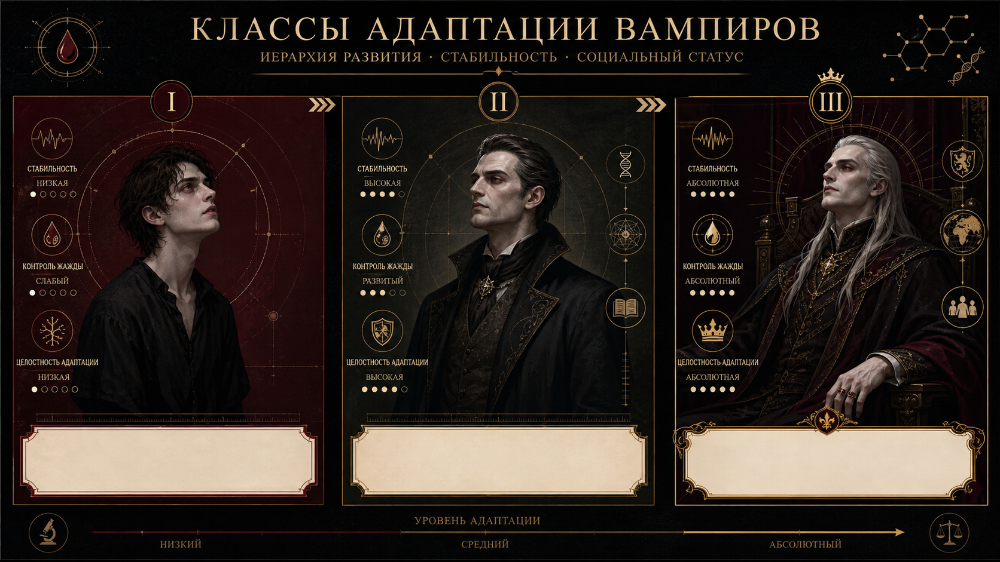 КЛАССЫ АДАПТАЦИИ ВАМПИРОВ
ИЕРАРХИЯ РАЗВИТИЯ · СТАБИЛЬНОСТЬ · СОЦИАЛЬНЫЙ СТАТУС
I
СТАБИЛЬНОСТЬ
НИЗКАЯ
КОНТРОЛЬ ЖАЖДЫ
СЛАБЫЙ
ЦЕЛОСТНОСТЬ АДАПТАЦИИ
НИЗКАЯ
II
СТАБИЛЬНОСТЬ
ВЫСОКАЯ
КОНТРОЛЬ ЖАЖДЫ
РАЗВИТЫЙ
ЦЕЛОСТНОСТЬ АДАПТАЦИИ
ВЫСОКАЯ
III
СТАБИЛЬНОСТЬ
АБСОЛЮТНАЯ
КОНТРОЛЬ ЖАЖДЫ
АБСОЛЮТНЫЙ
ЦЕЛОСТНОСТЬ АДАПТАЦИИ
АБСОЛЮТНАЯ
УРОВЕНЬ АДАПТАЦИИ
НИЗКИЙ
СРЕДНИЙ
АБСОЛЮТНЫЙ